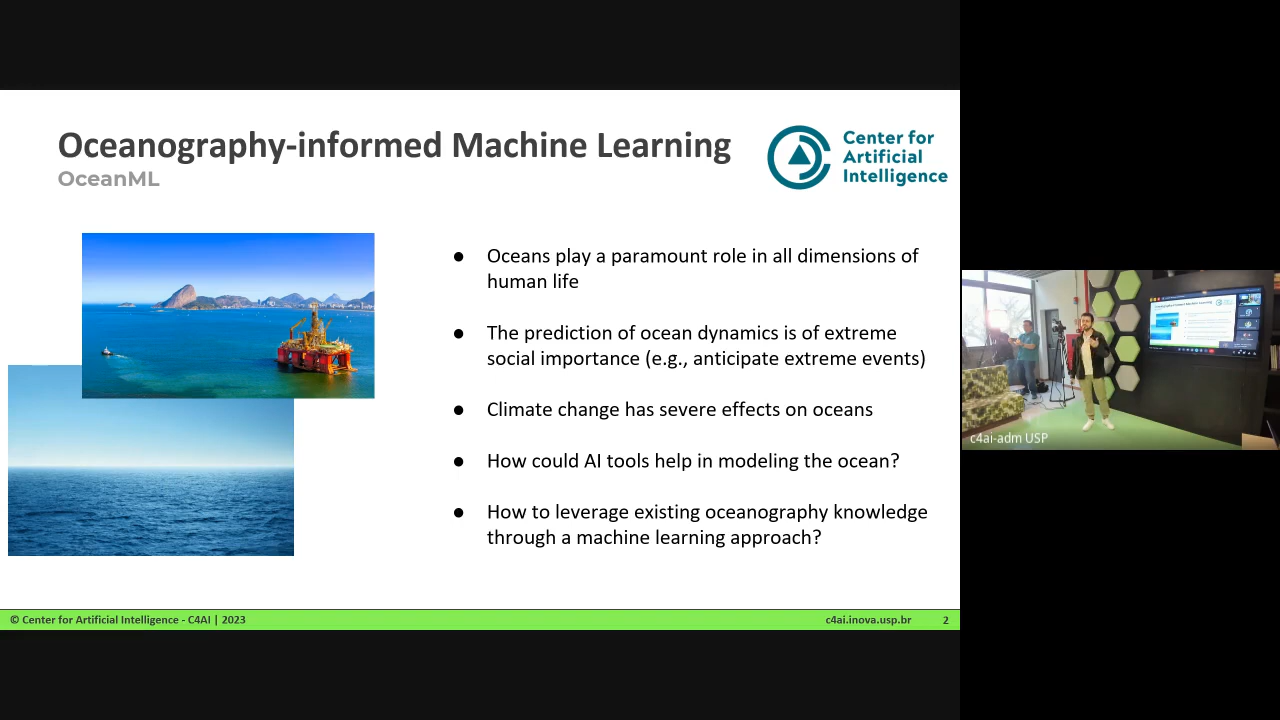 Oceanography-informed Machine Learning
OceanML
Center for
Artificial
Intelligence
● Oceans play a paramount role in all dimensions of
human life
● The prediction of ocean dynamics is of extreme
social importance (e.g., anticipate extreme events)
● Climate change has severe effects on oceans
● How could AI tools help in modeling the ocean?
● How to leverage existing oceanography knowledge
through a machine learning approach?
© Center for Artificial Intelligence - C4AI | 2023
c4ai.inova.usp.br
2
c4ai-adm USP